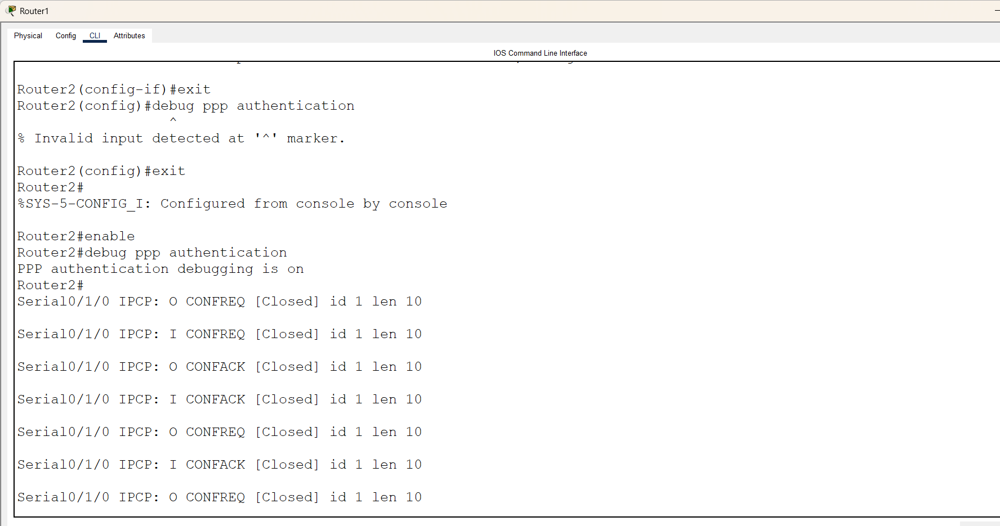 Router1
Physical Config CLI Attributes
IOS Command Line Interface
Router2(config-if)#exit
Router2(config)#debug ppp authentication
^
% Invalid input detected at '^' marker.
Router2(config)#exit
Router2#
%SYS-5-CONFIG_I: Configured from console by console
Router2#enable
Router2#debug ppp authentication
PPP authentication debugging is on
Router2#
Serial0/1/0 IPCP: O CONFREQ [Closed] id 1 len 10
Serial0/1/0 IPCP: I CONFREQ [Closed] id 1 len 10
Serial0/1/0 IPCP: O CONFACK [Closed] id 1 len 10
Serial0/1/0 IPCP: I CONFACK [Closed] id 1 len 10
Serial0/1/0 IPCP: O CONFREQ [Closed] id 1 len 10
Serial0/1/0 IPCP: I CONFACK [Closed] id 1 len 10
Serial0/1/0 IPCP: O CONFREQ [Closed] id 1 len 10